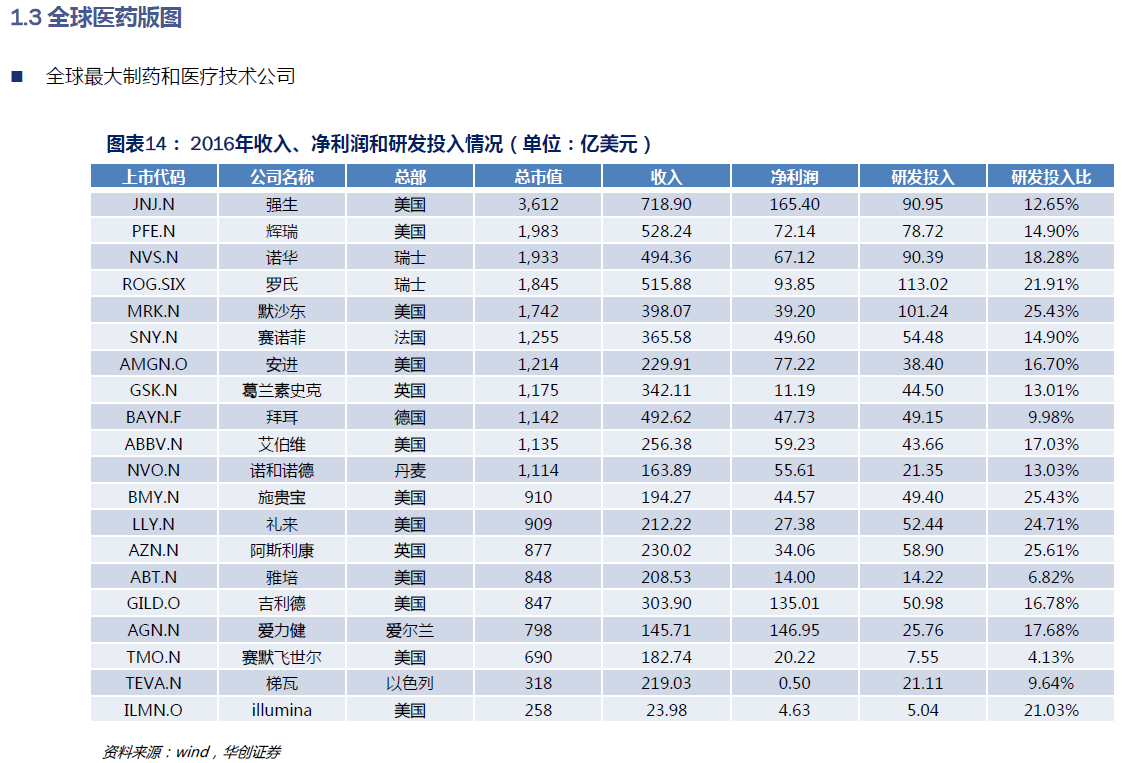 1.3 全球医药版图
■ 全球最大制药和医疗技术公司
图表14： 2016年收入、净利润和研发投入情况（单位：亿美元）
上市代码 公司名称 总部 总市值 收入 净利润 研发投入 研发投入比
JNJ.N 强生 美国 3,612 718.90 165.40 90.95 12.65%
PFE.N 辉瑞 美国 1,983 528.24 72.14 78.72 14.90%
NVS.N 诺华 瑞士 1,933 494.36 67.12 90.39 18.28%
ROG.SIX 罗氏 瑞士 1,845 515.88 93.85 113.02 21.91%
MRK.N 默沙东 美国 1,742 398.07 39.20 101.24 25.43%
SNY.N 赛诺菲 法国 1,255 365.58 49.60 54.48 14.90%
AMGN.O 安进 美国 1,214 229.91 77.22 38.40 16.70%
GSK.N 葛兰素史克 英国 1,175 342.11 11.19 44.50 13.01%
BAYN.F 拜耳 德国 1,142 492.62 47.73 49.15 9.98%
ABBV.N 艾伯维 美国 1,135 256.38 59.23 43.66 17.03%
NVO.N 诺和诺德 丹麦 1,114 163.89 55.61 21.35 13.03%
BMY.N 施贵宝 美国 910 194.27 44.57 49.40 25.43%
LLY.N 礼来 美国 909 212.22 27.38 52.44 24.71%
AZN.N 阿斯利康 英国 877 230.02 34.06 58.90 25.61%
ABT.N 雅培 美国 848 208.53 14.00 14.22 6.82%
GILD.O 吉利德 美国 847 303.90 135.01 50.98 16.78%
AGN.N 爱力健 爱尔兰 798 145.71 146.95 25.76 17.68%
TMO.N 赛默飞世尔 美国 690 182.74 20.22 7.55 4.13%
TEVA.N 梯瓦 以色列 318 219.03 0.50 21.11 9.64%
ILMN.O illumina 美国 258 23.98 4.63 5.04 21.03%
资料来源：wind，华创证券